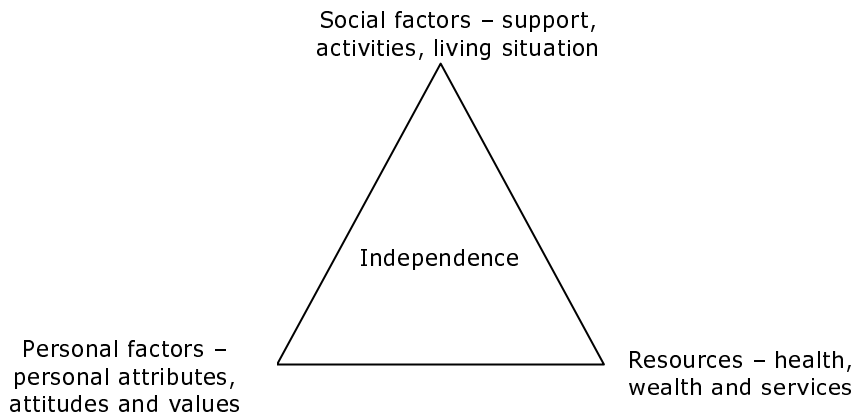 Social factors – support,
activities, living situation
Independence
Personal factors –
personal attributes,
attitudes and values
Resources – health,
wealth and services